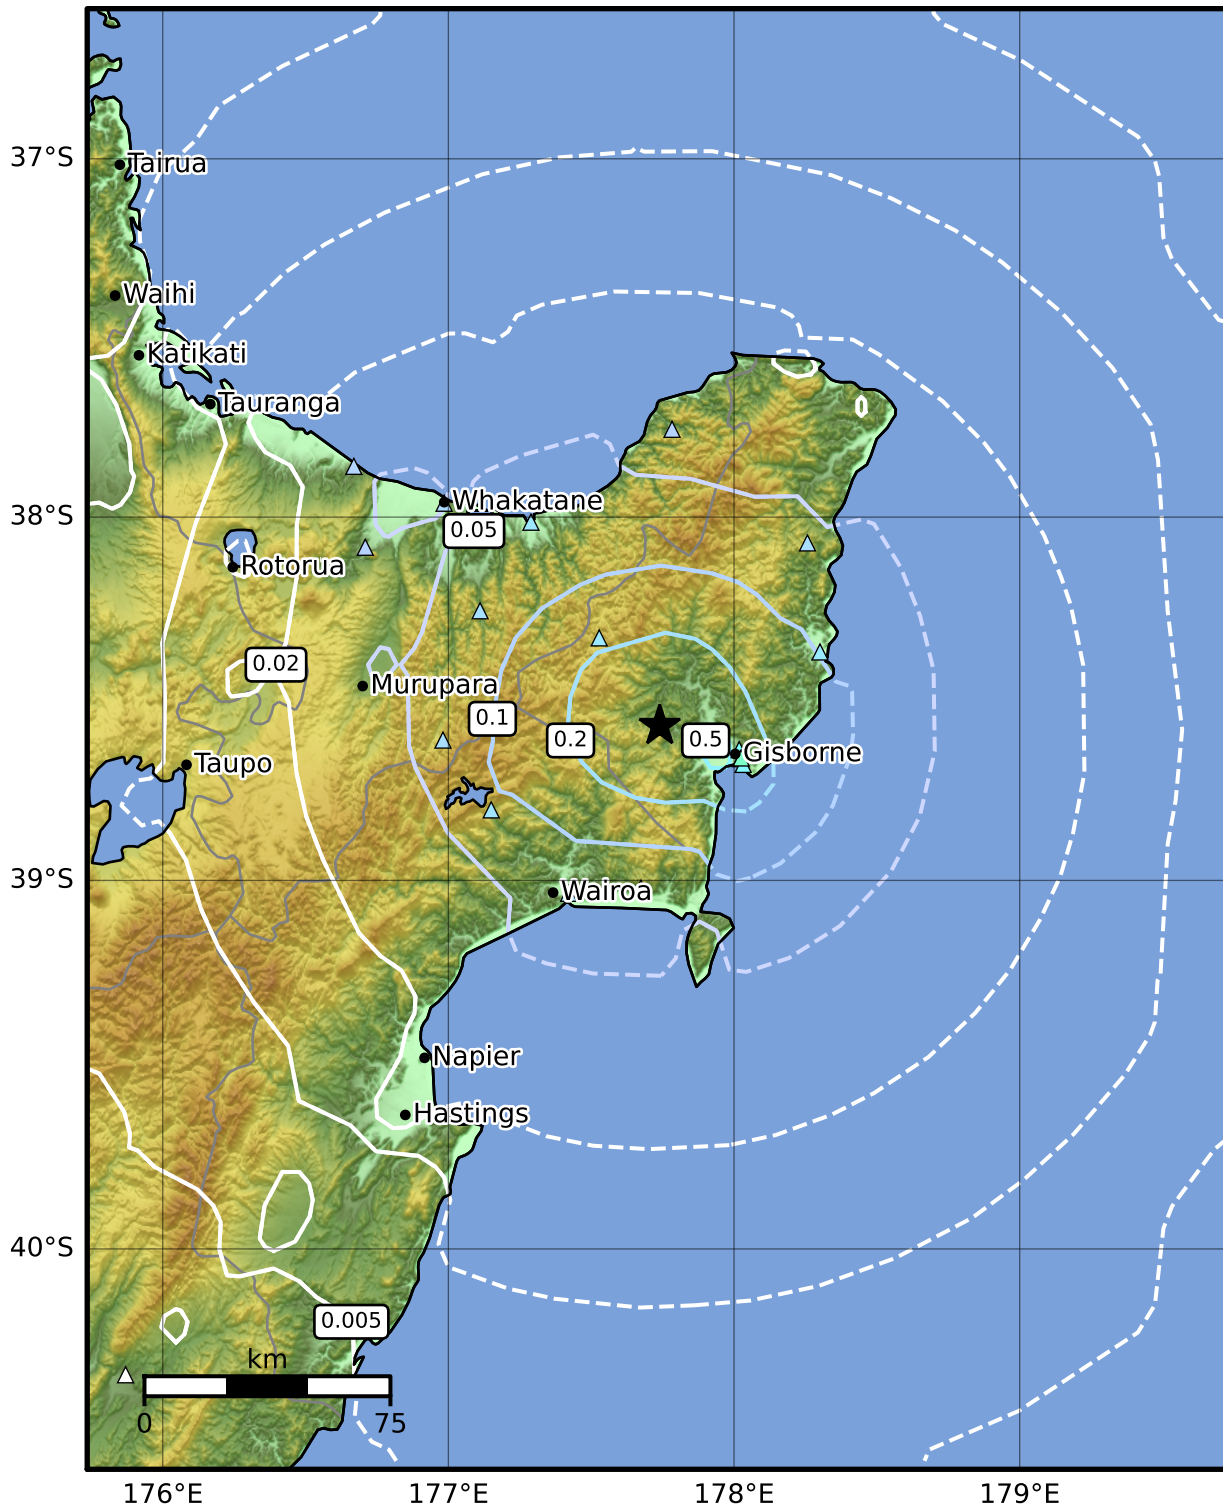 37°S
Tairua
Waihi
Katikati
Tauranga
38°S
Whakatane
0.05
Rotorua
0.02
Murupara
0.1
0.2
0.5
Gisborne
Taupo
39°S
Wairoa
Napier
Hastings
40°S
0.005
km
0 75
176°E 177°E 178°E 179°E